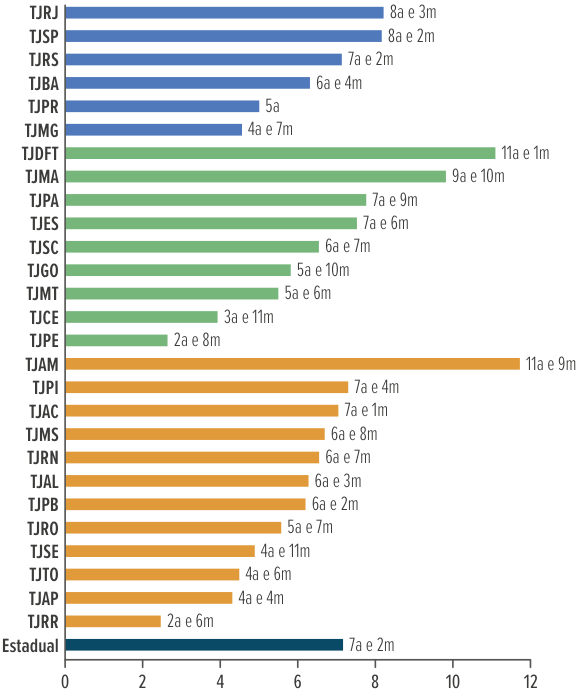 TJRJ 8a e 3m
TJSP 8a e 2m
TJRS 7a e 2m
TJBA 6a e 4m
TJPR 5a
TJMG 4a e 7m
TJDFT 11a e 1m
TJMA 9a e 10m
TJPA 7a e 9m
TJES 7a e 6m
TJSC 6a e 7m
TJGO 5a e 10m
TJMT 5a e 6m
TJCE 3a e 11m
TJPE 2a e 8m
TJAM 11a e 9m
TJPI 7a e 4m
TJAC 7a e 1m
TJMS 6a e 8m
TJRN 6a e 7m
TJAL 6a e 3m
TJPB 6a e 2m
TJRO 5a e 7m
TJSE 4a e 11m
TJTO 4a e 6m
TJAP 4a e 4m
TJRR 2a e 6m
Estadual 7a e 2m
0 2 4 6 8 10 12